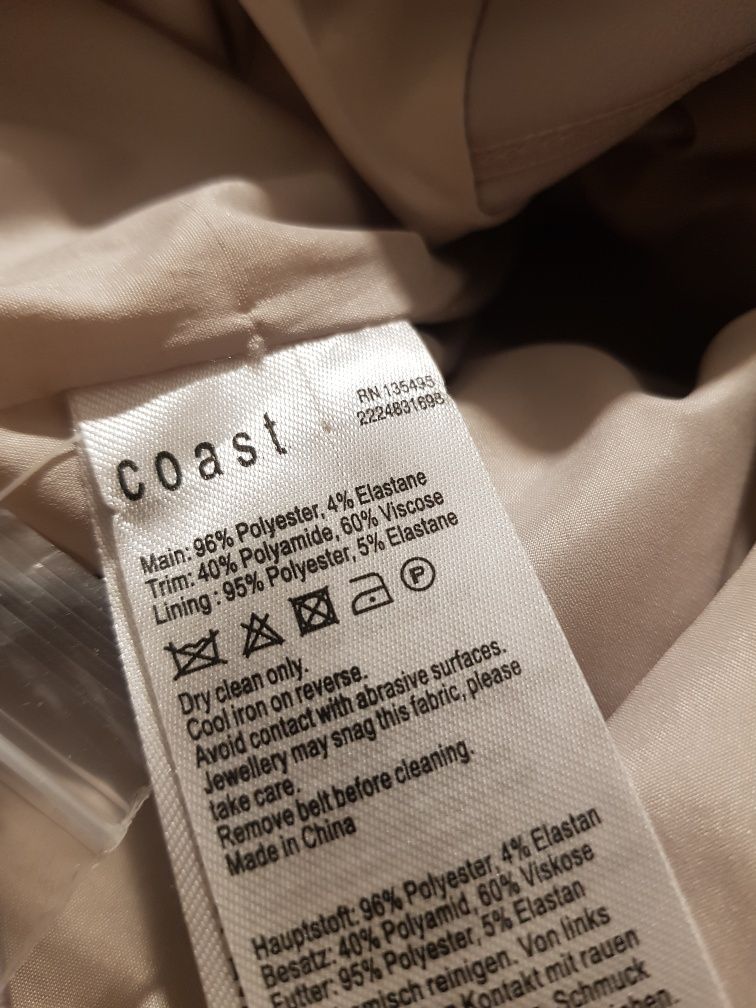 coast
RN 135495
2224831698
Main: 96% Polyester, 4% Elastane
Trim: 40% Polyamide, 60% Viscose
Lining : 95% Polyester, 5% Elastane
P
Dry clean only.
Cool iron on reverse.
Avoid contact with abrasive surfaces.
Jewellery may snag this fabric, please
take care.
Remove belt before cleaning.
Made in China
Hauptstoff: 96% Polyester, 4% Elastan
Besatz: 40% Polyamid, 60% Viskose
Futter: 95% Polyester, 5% Elastan
reinigen. Von links
Kontakt mit rauen
Schmuck